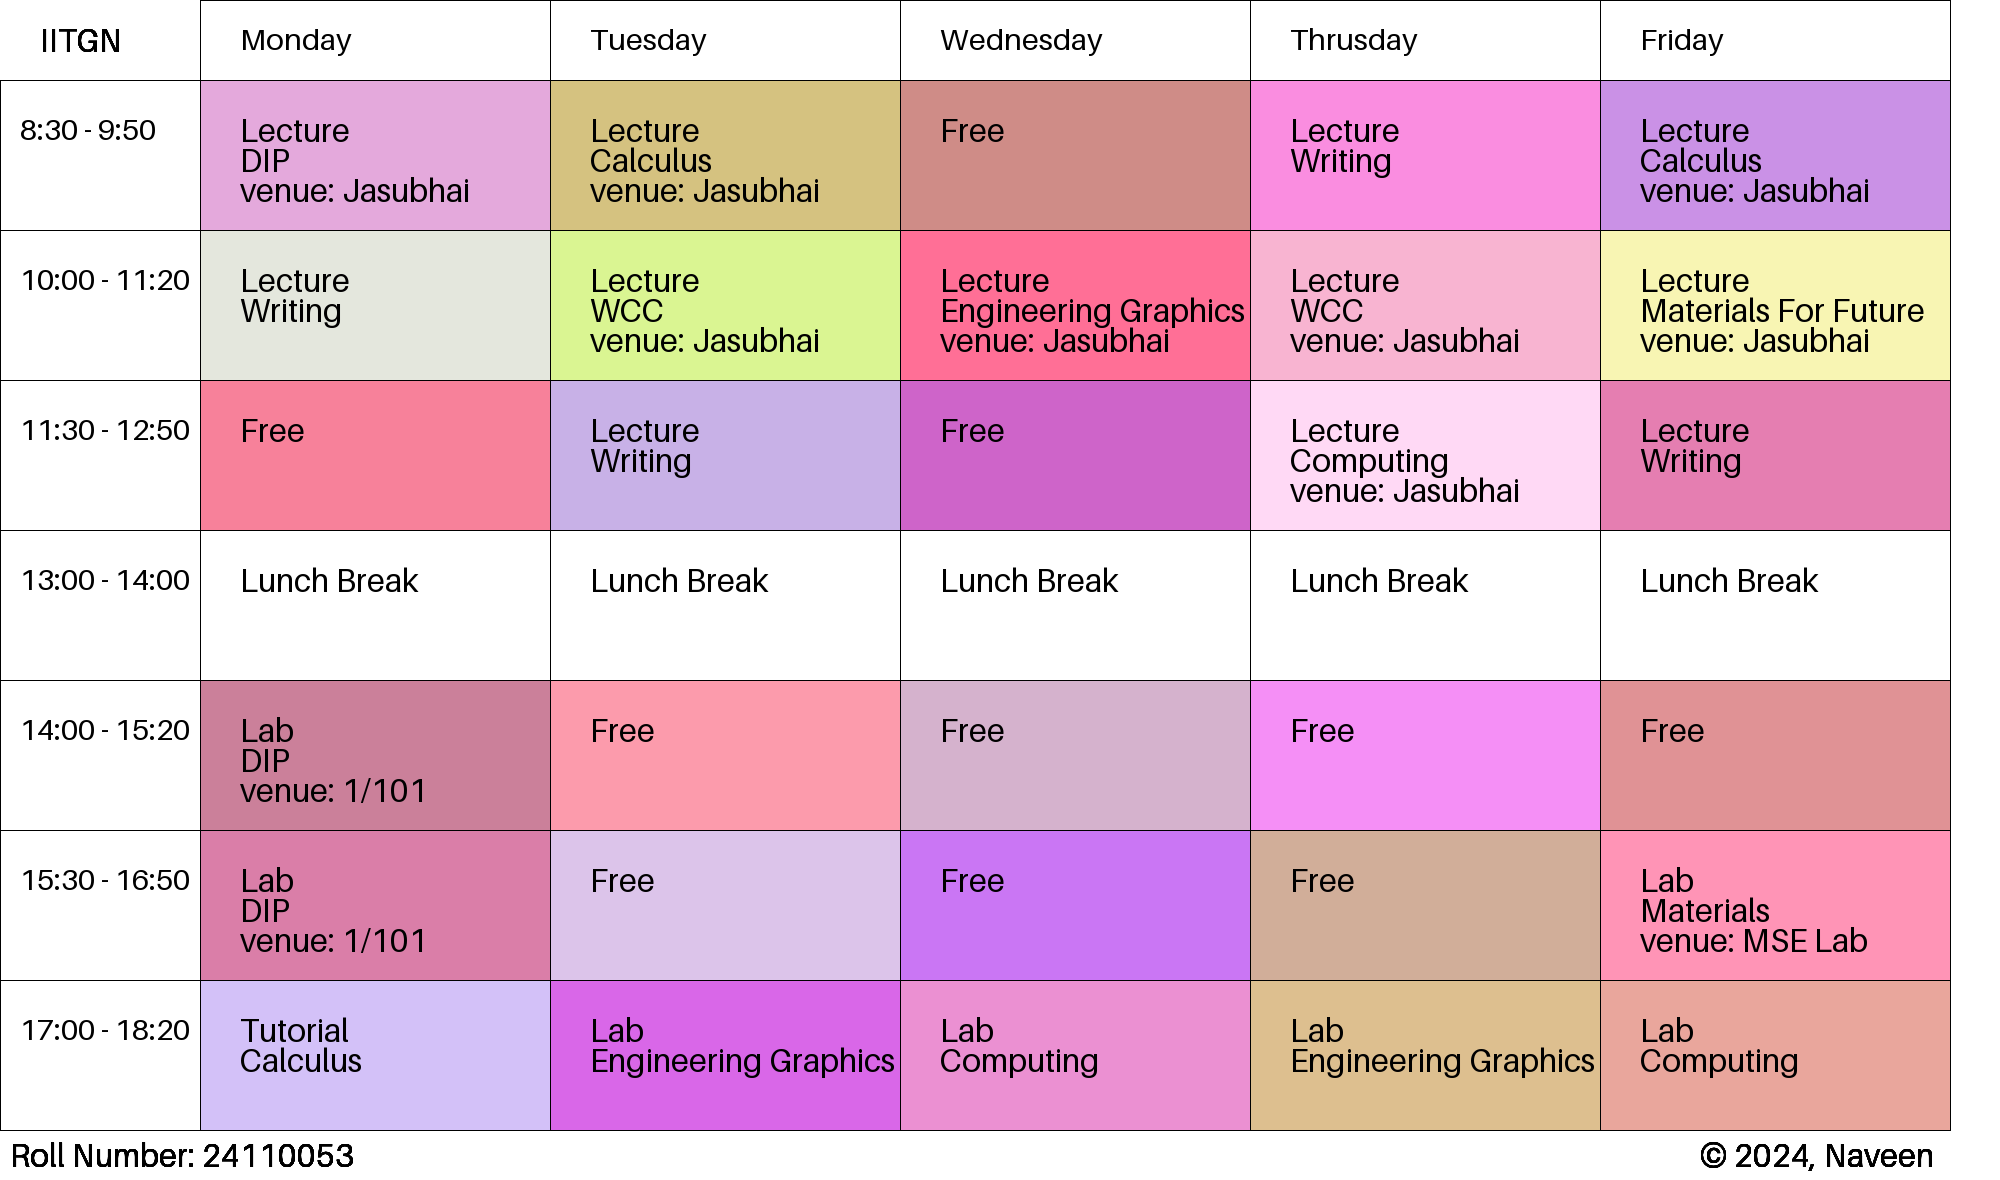 IITGN Monday Tuesday Wednesday Thrusday Friday
8:30 - 9:50
Lecture
DIP
venue: Jasubhai
Lecture
Calculus
venue: Jasubhai
Free
Lecture
Writing
Lecture
Calculus
venue: Jasubhai
10:00 - 11:20
Lecture
Writing
Lecture
WCC
venue: Jasubhai
Lecture
Engineering Graphics
venue: Jasubhai
Lecture
WCC
venue: Jasubhai
Lecture
Materials For Future
venue: Jasubhai
11:30 - 12:50
Free
Lecture
Writing
Free
Lecture
Computing
venue: Jasubhai
Lecture
Writing
13:00 - 14:00
Lunch Break
Lunch Break
Lunch Break
Lunch Break
Lunch Break
14:00 - 15:20
Lab
DIP
venue: 1/101
Free
Free
Free
Free
15:30 - 16:50
Lab
DIP
venue: 1/101
Free
Free
Free
Lab
Materials
venue: MSE Lab
17:00 - 18:20
Tutorial
Calculus
Lab
Engineering Graphics
Lab
Computing
Lab
Engineering Graphics
Lab
Computing
Roll Number: 24110053
© 2024, Naveen